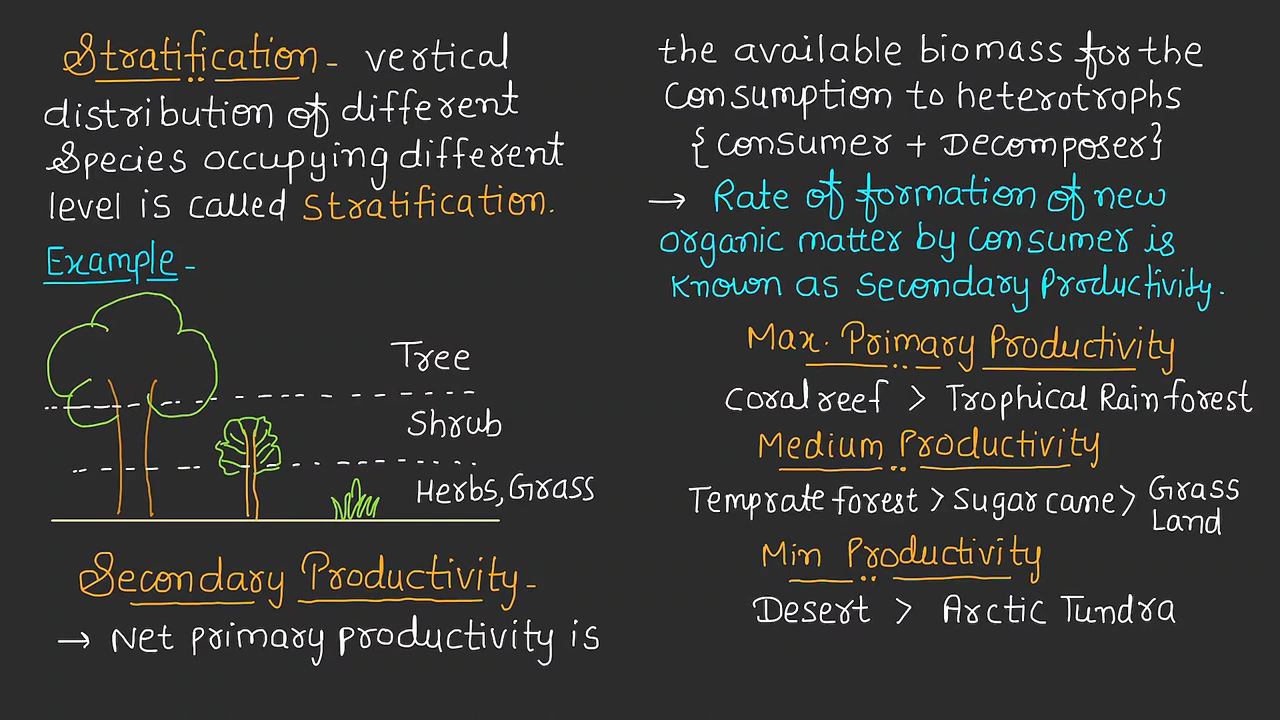 Stratification - vertical
distribution of different
Species occupying different
level is called stratification.
Example -
Tree
Shrub
Herbs, Grass
Secondary Productivity -
→ Net primary productivity is
the available biomass for the
Consumption to heterotrophs
{Consumer + Decomposer}
→ Rate of formation of new
organic matter by Consumer is
known as Secondary Productivity.
Max. Primary Productivity
Coral reef > Trophical Rain forest
Medium Productivity
Temprate forest > Sugar cane > Grass
Land
Min Productivity
Desert > Arctic Tundra